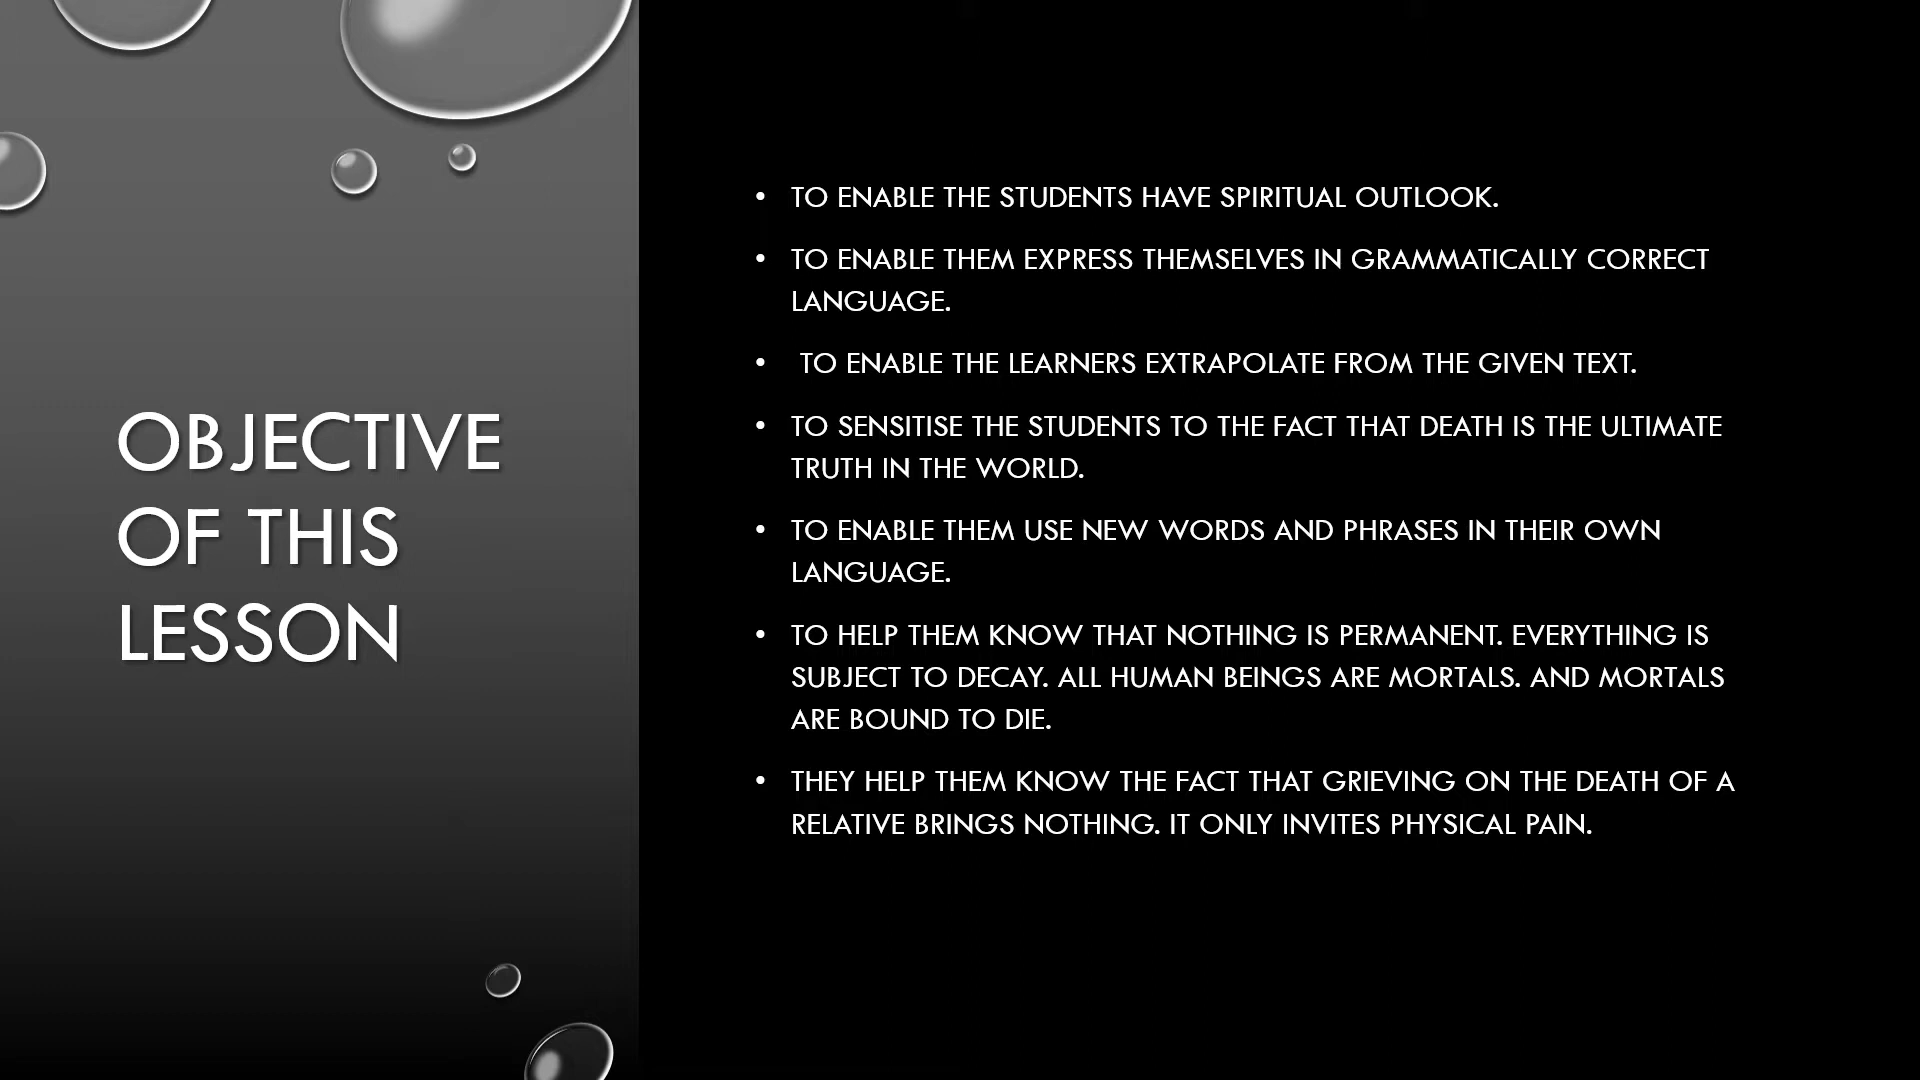 OBJECTIVE
OF THIS
LESSON
• TO ENABLE THE STUDENTS HAVE SPIRITUAL OUTLOOK.
• TO ENABLE THEM EXPRESS THEMSELVES IN GRAMMATICALLY CORRECT
LANGUAGE.
• TO ENABLE THE LEARNERS EXTRAPOLATE FROM THE GIVEN TEXT.
• TO SENSITISE THE STUDENTS TO THE FACT THAT DEATH IS THE ULTIMATE
TRUTH IN THE WORLD.
• TO ENABLE THEM USE NEW WORDS AND PHRASES IN THEIR OWN
LANGUAGE.
• TO HELP THEM KNOW THAT NOTHING IS PERMANENT. EVERYTHING IS
SUBJECT TO DECAY. ALL HUMAN BEINGS ARE MORTALS. AND MORTALS
ARE BOUND TO DIE.
• THEY HELP THEM KNOW THE FACT THAT GRIEVING ON THE DEATH OF A
RELATIVE BRINGS NOTHING. IT ONLY INVITES PHYSICAL PAIN.